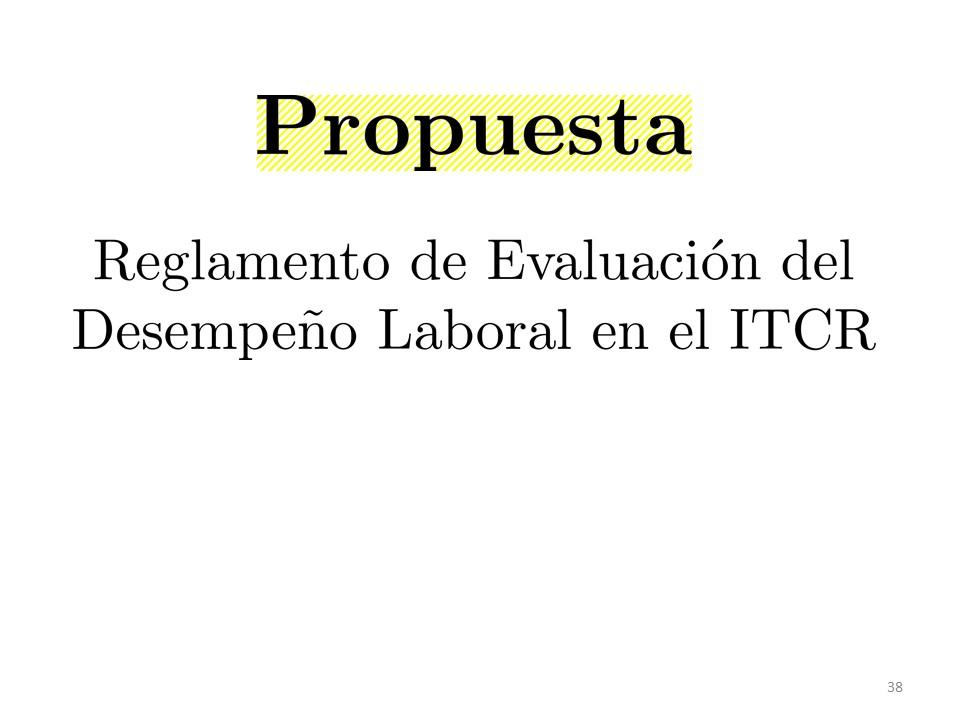 Propuesta
Reglamento de Evaluación del
Desempeño Laboral en el ITCR
38